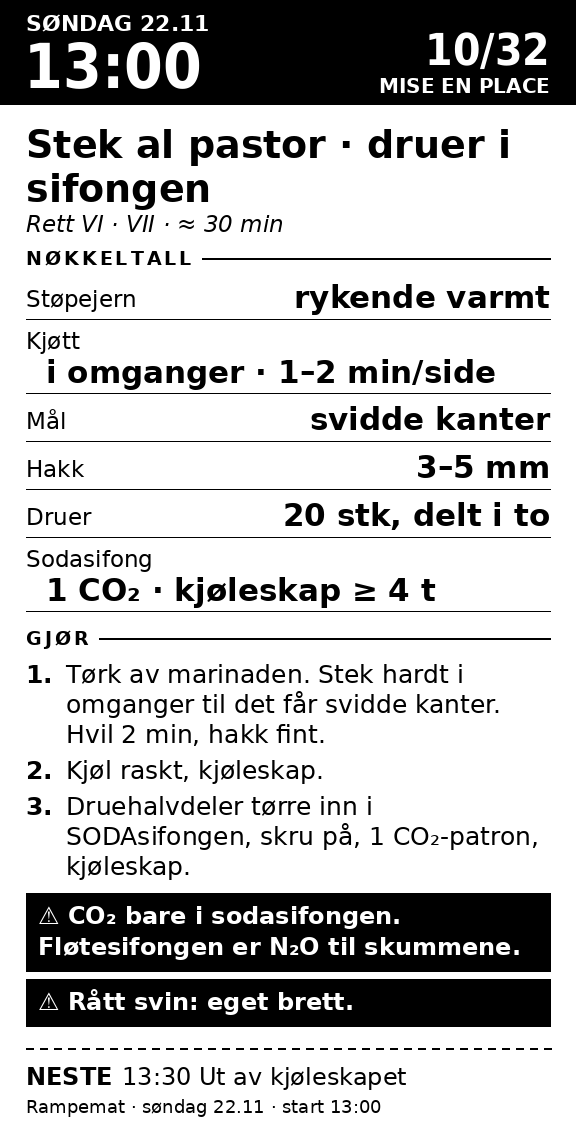 SØNDAG 22.11
13:00
10/32
MISE EN PLACE
Stek al pastor · druer i
sifongen
Rett VI · VII · ≈ 30 min
NØKKELTALL
Støpejern rykende varmt
Kjøtt
i omganger · 1–2 min/side
Mål svidde kanter
Hakk 3–5 mm
Druer 20 stk, delt i to
Sodasifong
1 CO₂ · kjøleskap ≥ 4 t
GJØR
1. Tørk av marinaden. Stek hardt i
omganger til det får svidde kanter.
Hvil 2 min, hakk fint.
2. Kjøl raskt, kjøleskap.
3. Druehalvdeler tørre inn i
SODAsifongen, skru på, 1 CO₂-patron,
kjøleskap.
⚠ CO₂ bare i sodasifongen.
Fløtesifongen er N₂O til skummene.
⚠ Rått svin: eget brett.
NESTE 13:30 Ut av kjøleskapet
Rampemat · søndag 22.11 · start 13:00